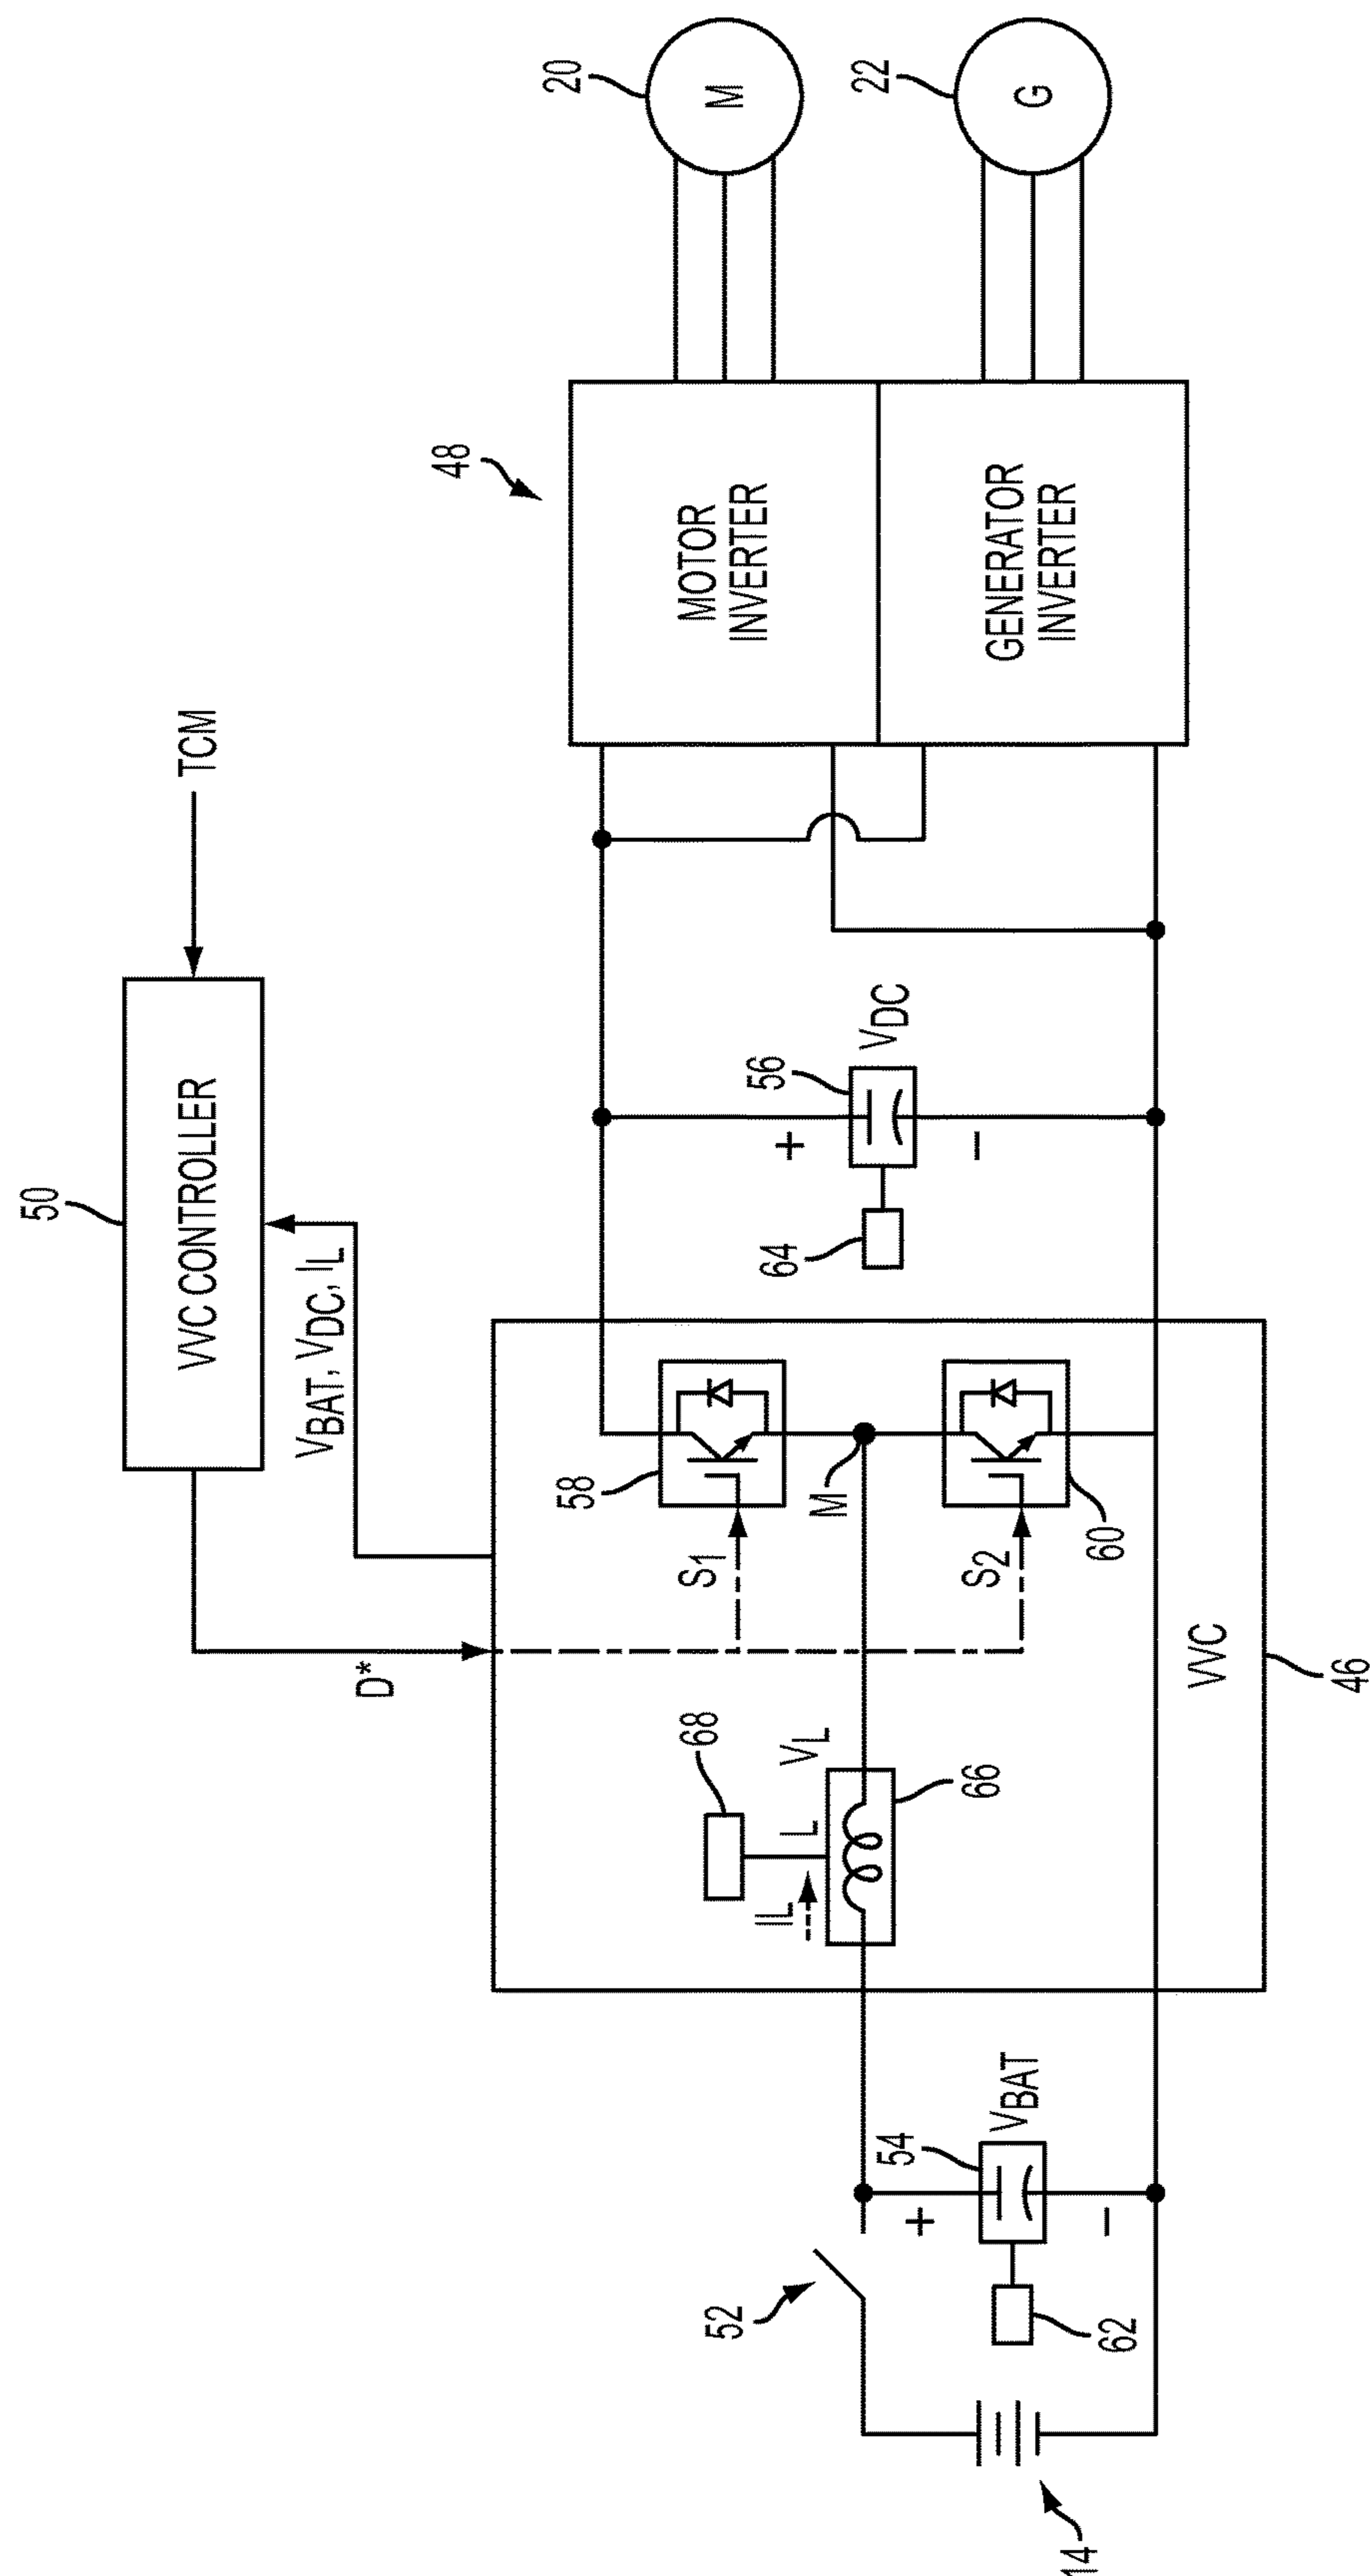 TCM
50
VVC CONTROLLER
VBAT, VDC, IL
D*
48
20
M
MOTOR
INVERTER
22
G
GENERATOR
INVERTER
58
S1
M
S2
60
68
IL
L
VL
66
VVC
46
56
VDC
+
−
64
52
54
VBAT
+
−
62
14